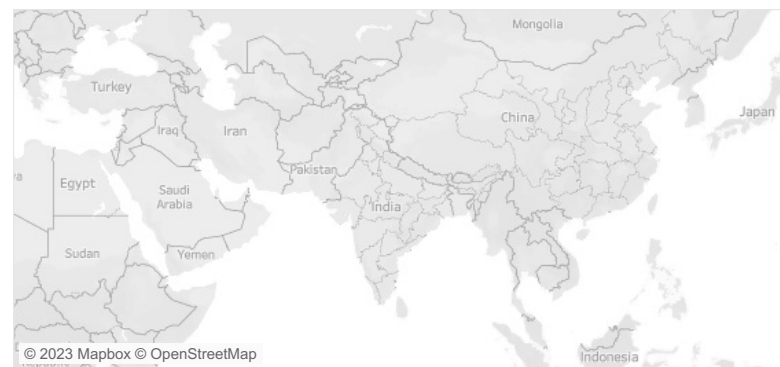 Mongolia
Turkey
China
Japan
Iraq
Iran
Pakistan
Egypt
Saudi
Arabia
India
Sudan
Yemen
© 2023 Mapbox © OpenStreetMap
Indonesia